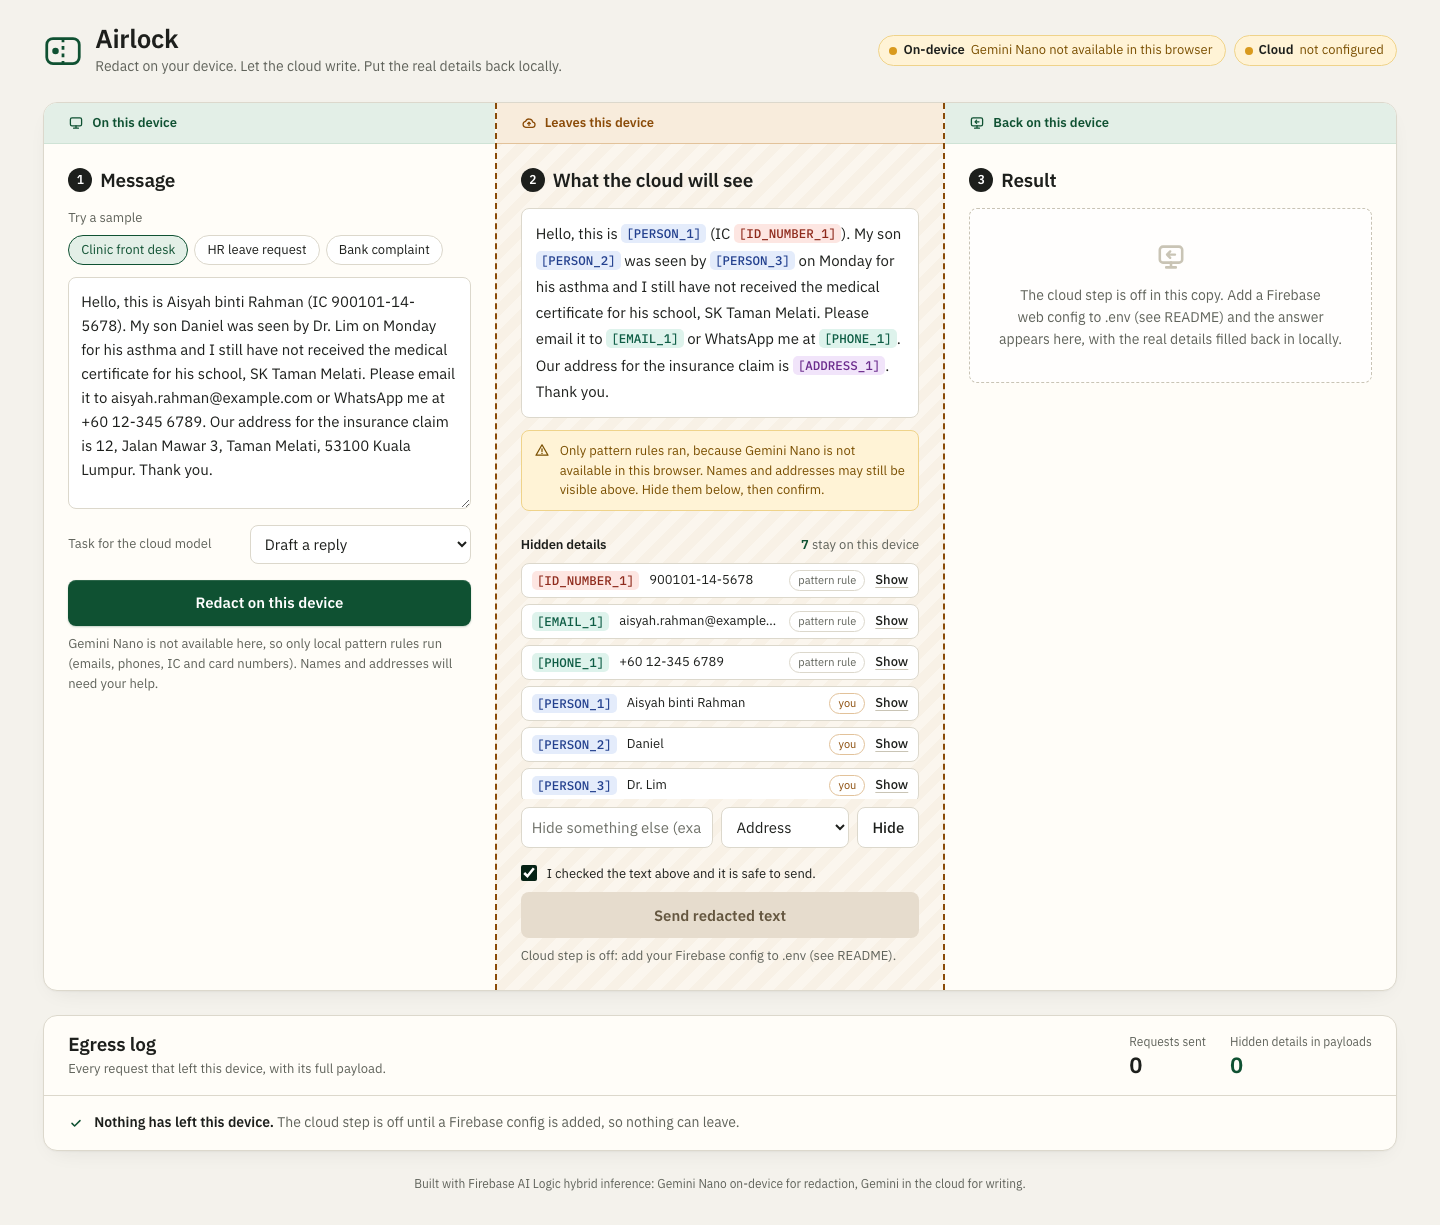 Airlock
Redact on your device. Let the cloud write. Put the real details back locally.
On-device Gemini Nano not available in this browser
Cloud not configured
On this device
Leaves this device
Back on this device
1 Message
Try a sample
Clinic front desk
HR leave request
Bank complaint
Hello, this is Aisyah binti Rahman (IC 900101-14-
5678). My son Daniel was seen by Dr. Lim on Monday
for his asthma and I still have not received the medical
certificate for his school, SK Taman Melati. Please email
it to aisyah.rahman@example.com or WhatsApp me at
+60 12-345 6789. Our address for the insurance claim
is 12, Jalan Mawar 3, Taman Melati, 53100 Kuala
Lumpur. Thank you.
Task for the cloud model
Draft a reply
Redact on this device
Gemini Nano is not available here, so only local pattern rules run
(emails, phones, IC and card numbers). Names and addresses will
need your help.
2 What the cloud will see
Hello, this is [PERSON_1] (IC [ID_NUMBER_1]). My son
[PERSON_2] was seen by [PERSON_3] on Monday for
his asthma and I still have not received the medical
certificate for his school, SK Taman Melati. Please
email it to [EMAIL_1] or WhatsApp me at [PHONE_1].
Our address for the insurance claim is [ADDRESS_1].
Thank you.
Only pattern rules ran, because Gemini Nano is not
available in this browser. Names and addresses may still be
visible above. Hide them below, then confirm.
Hidden details
7 stay on this device
[ID_NUMBER_1] 900101-14-5678 pattern rule Show
[EMAIL_1] aisyah.rahman@example... pattern rule Show
[PHONE_1] +60 12-345 6789 pattern rule Show
[PERSON_1] Aisyah binti Rahman you Show
[PERSON_2] Daniel you Show
[PERSON_3] Dr. Lim you Show
Hide something else (exa
Address
Hide
I checked the text above and it is safe to send.
Send redacted text
Cloud step is off: add your Firebase config to .env (see README).
3 Result
The cloud step is off in this copy. Add a Firebase
web config to .env (see README) and the answer
appears here, with the real details filled back in locally.
Egress log
Every request that left this device, with its full payload.
Requests sent
0
Hidden details in payloads
0
Nothing has left this device. The cloud step is off until a Firebase config is added, so nothing can leave.
Built with Firebase AI Logic hybrid inference: Gemini Nano on-device for redaction, Gemini in the cloud for writing.